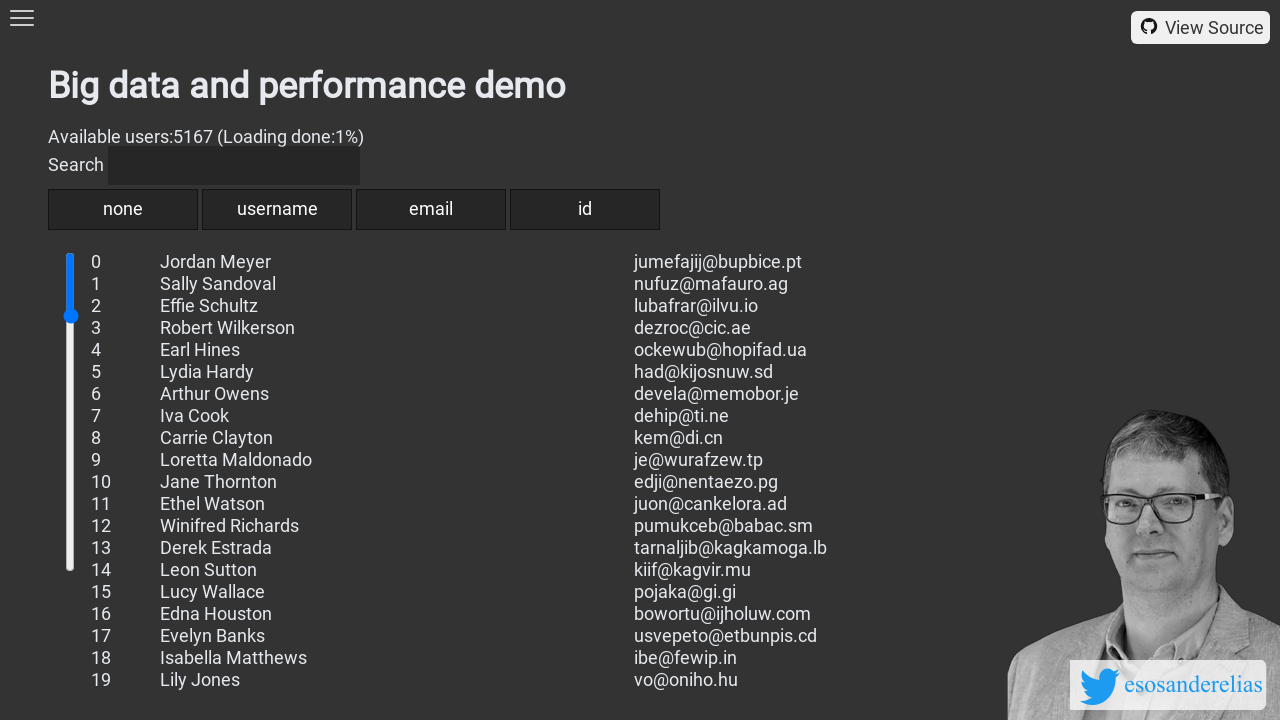 View Source
Big data and performance demo
Available users:5167 (Loading done:1%)
Search
none username email id
0 Jordan Meyer jumefajij@bupbice.pt
1 Sally Sandoval nufuz@mafauro.ag
2 Effie Schultz lubafrar@ilvu.io
3 Robert Wilkerson dezroc@cic.ae
4 Earl Hines ockewub@hopifad.ua
5 Lydia Hardy had@kijosnuw.sd
6 Arthur Owens devela@memobor.je
7 Iva Cook dehip@ti.ne
8 Carrie Clayton kem@di.cn
9 Loretta Maldonado je@wurafzew.tp
10 Jane Thornton edji@nentaezo.pg
11 Ethel Watson juon@cankelora.ad
12 Winifred Richards pumukceb@babac.sm
13 Derek Estrada tarnaljib@kagkamoga.lb
14 Leon Sutton kiif@kagvir.mu
15 Lucy Wallace pojaka@gi.gi
16 Edna Houston bowortu@ijholuw.com
17 Evelyn Banks usvepeto@etbunpis.cd
18 Isabella Matthews ibe@fewip.in
19 Lily Jones vo@oniho.hu
esosanderelias